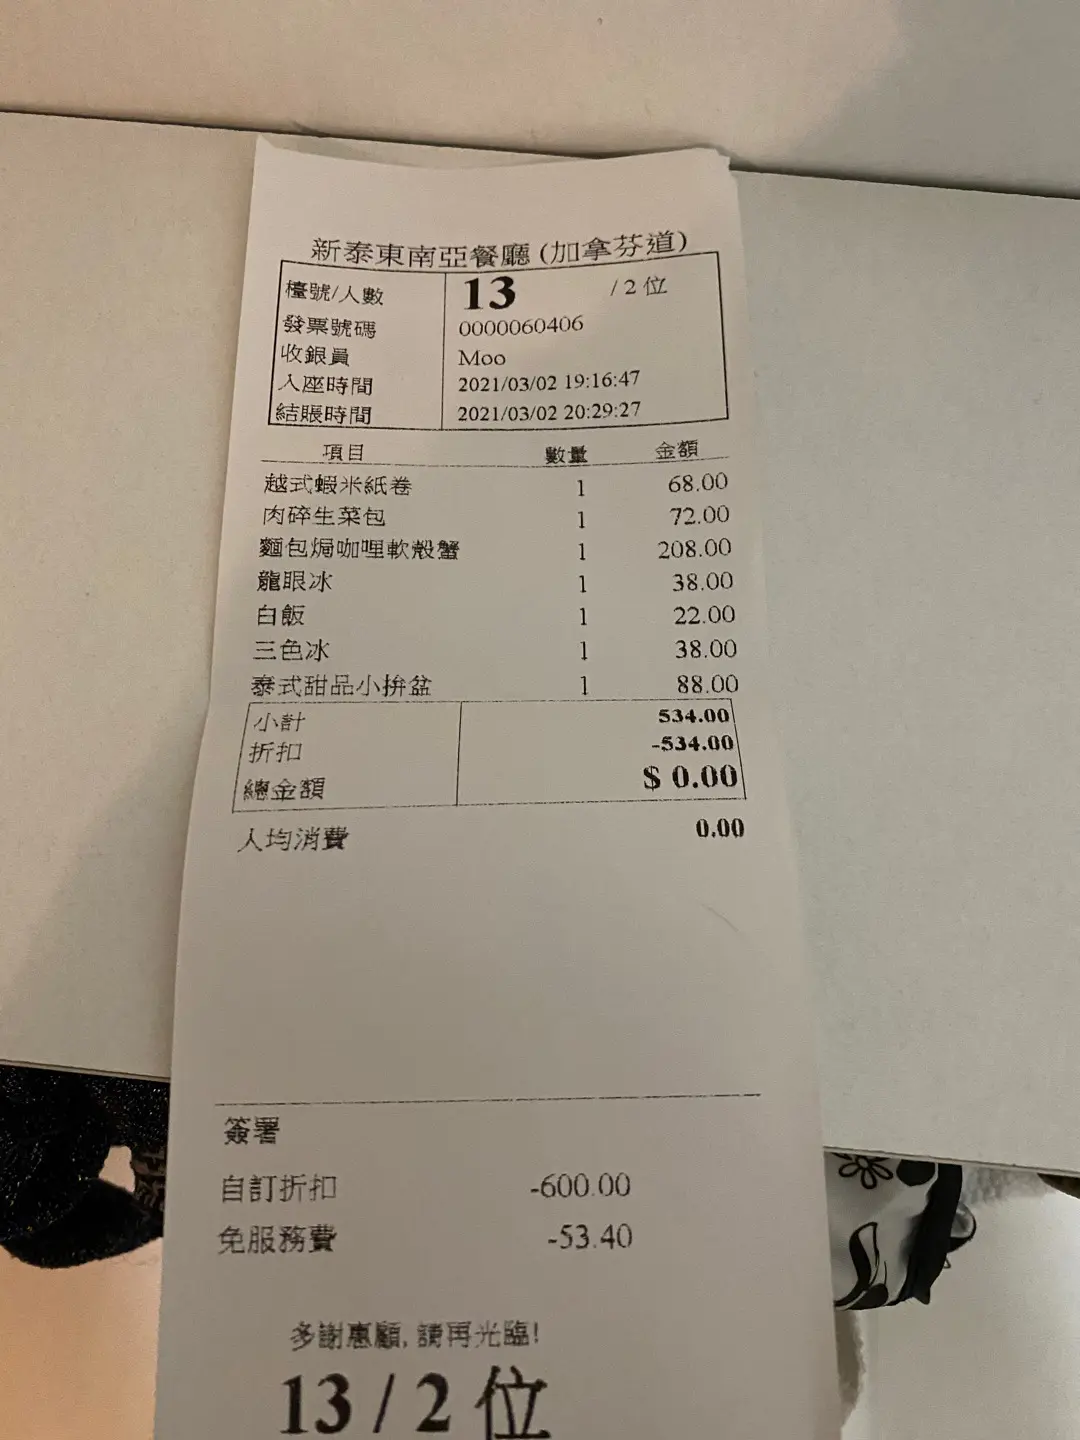 新泰東南亞餐廳 (加拿芬道)
檯號/人數 13 / 2 位
發票號碼 0000060406
收銀員 Moo
入座時間 2021/03/02 19:16:47
結賬時間 2021/03/02 20:29:27
項目 數量 金額
越式蝦米紙卷 1 68.00
肉碎生菜包 1 72.00
麵包焗咖哩軟殼蟹 1 208.00
龍眼冰 1 38.00
白飯 1 22.00
三色冰 1 38.00
泰式甜品小拚盆 1 88.00
小計 534.00
折扣 -534.00
總金額 $ 0.00
人均消費 0.00
簽署
自訂折扣 -600.00
免服務費 -53.40
多謝惠顧, 請再光臨!
13 / 2 位